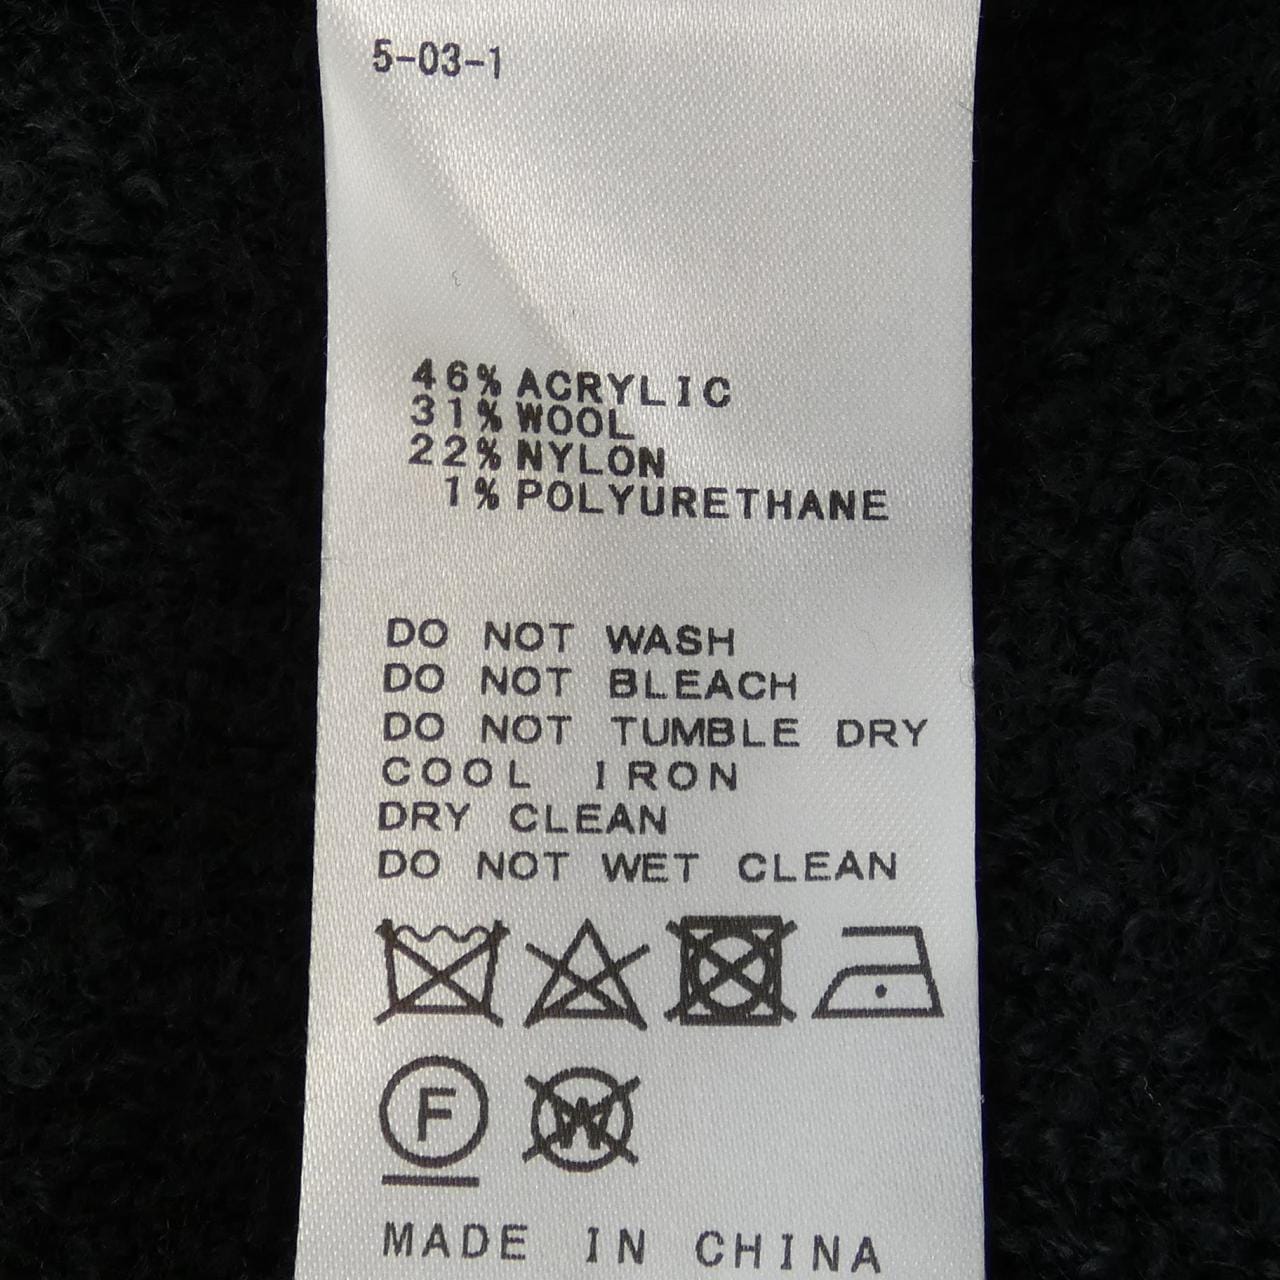 5-03-1
46% ACRYLIC
31% WOOL
22% NYLON
1% POLYURETHANE
DO NOT WASH
DO NOT BLEACH
DO NOT TUMBLE DRY
COOL IRON
DRY CLEAN
DO NOT WET CLEAN
F W
MADE IN CHINA